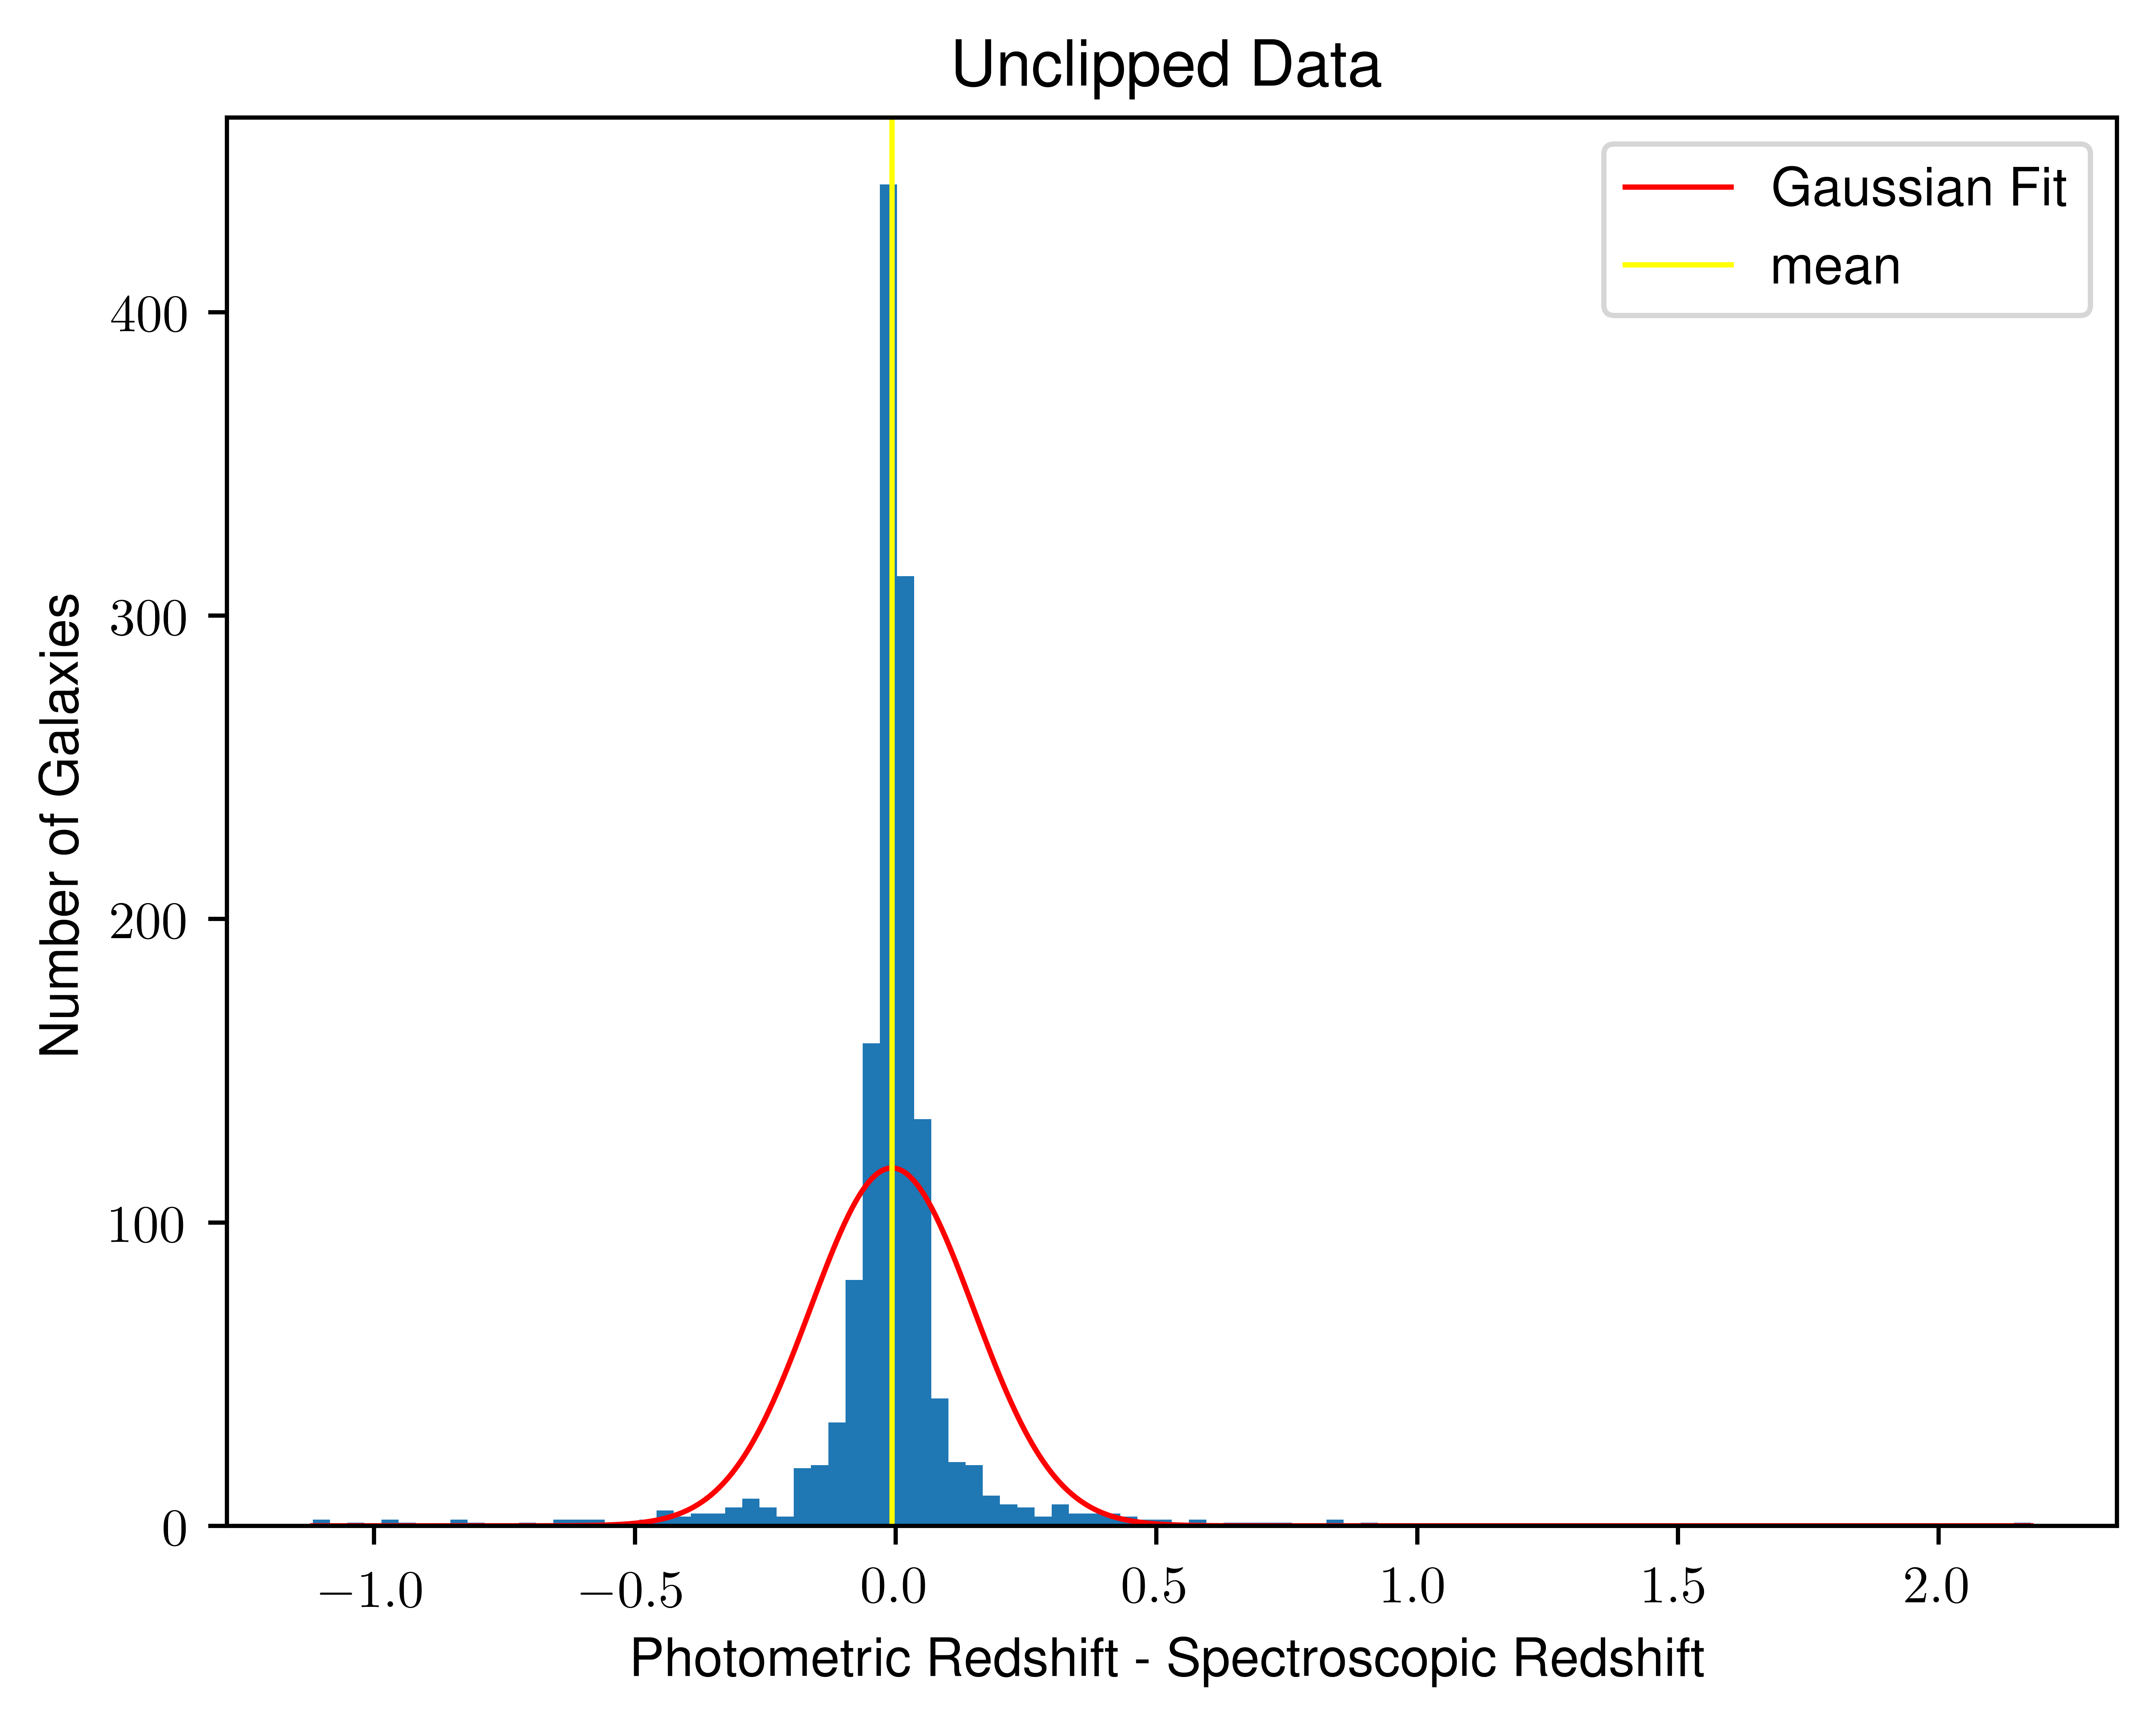 Unclipped Data
Gaussian Fit
mean
Number of Galaxies
400
300
200
100
0
−1.0 −0.5 0.0 0.5 1.0 1.5 2.0
Photometric Redshift - Spectroscopic Redshift